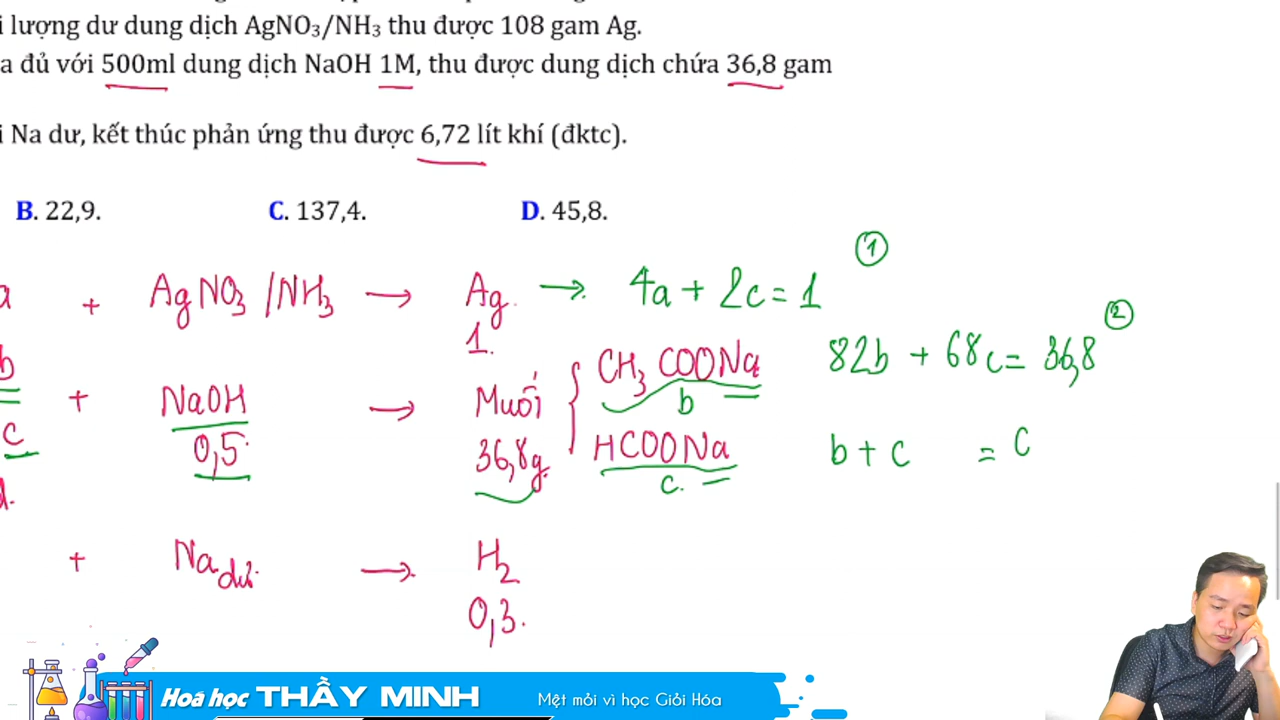 i lượng dư dung dịch AgNO₃/NH₃ thu được 108 gam Ag.
a đủ với 500ml dung dịch NaOH 1M, thu được dung dịch chứa 36,8 gam
i Na dư, kết thúc phản ứng thu được 6,72 lít khí (đktc).
B. 22,9. C. 137,4. D. 45,8.
a + AgNO₃/NH₃ → Ag → 4a + 2c = 1 ①
1.
b + NaOH → Muối CH₃COONa 82b + 68c = 36,8 ②
b
c 0,5 36,8g HCOONa b + c = 0
c.
d.
+ Na dư → H₂
0,3.
Hoá học THẦY MINH Mệt mỏi vì học Giỏi Hóa